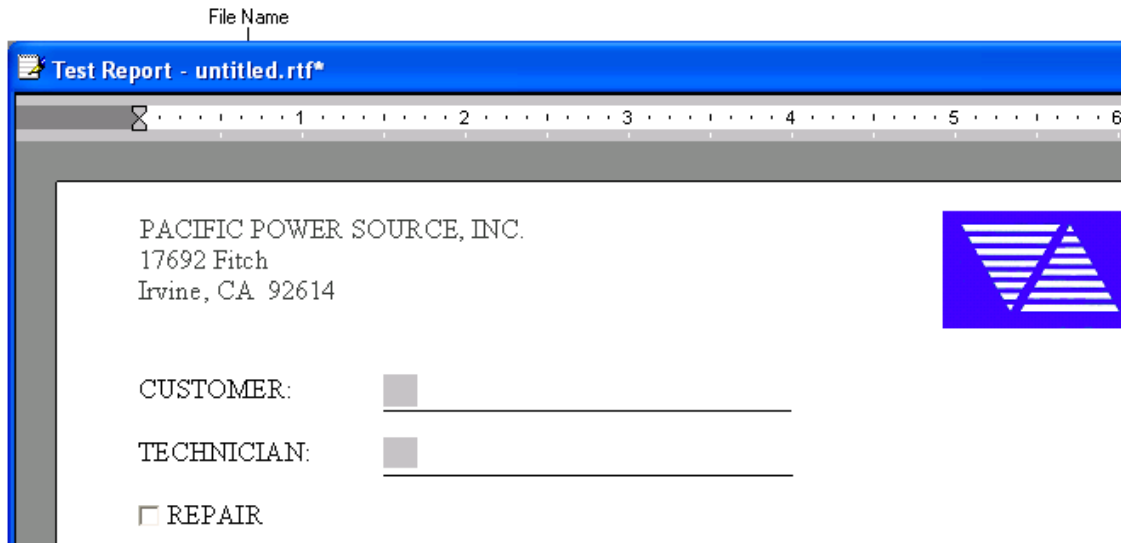 File Name
Test Report - untitled.rtf*
1 2 3 4 5 6
PACIFIC POWER SOURCE, INC.
17692 Fitch
Irvine, CA  92614
CUSTOMER:
TECHNICIAN:
REPAIR